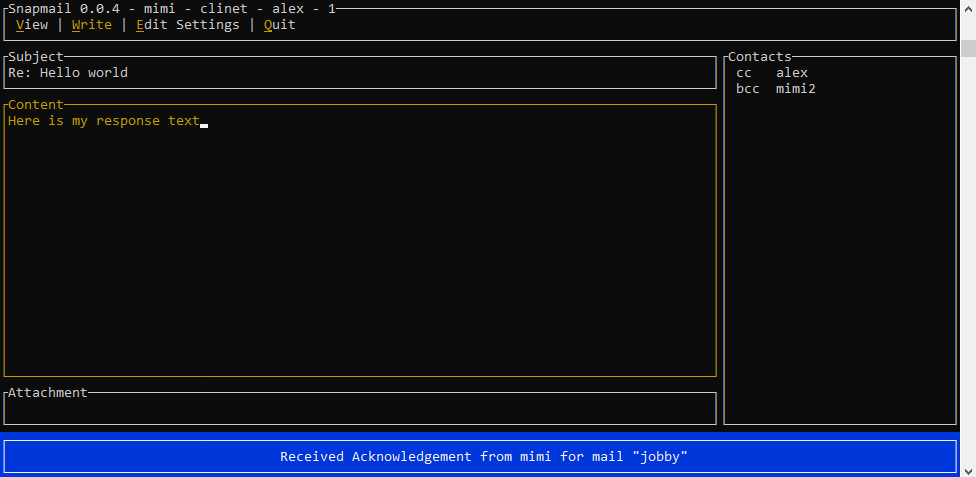 Snapmail 0.0.4 - mimi - clinet - alex - 1
View | Write | Edit Settings | Quit
Subject
Re: Hello world
Content
Here is my response text
Attachment
Contacts
cc alex
bcc mimi2
Received Acknowledgement from mimi for mail "jobby"